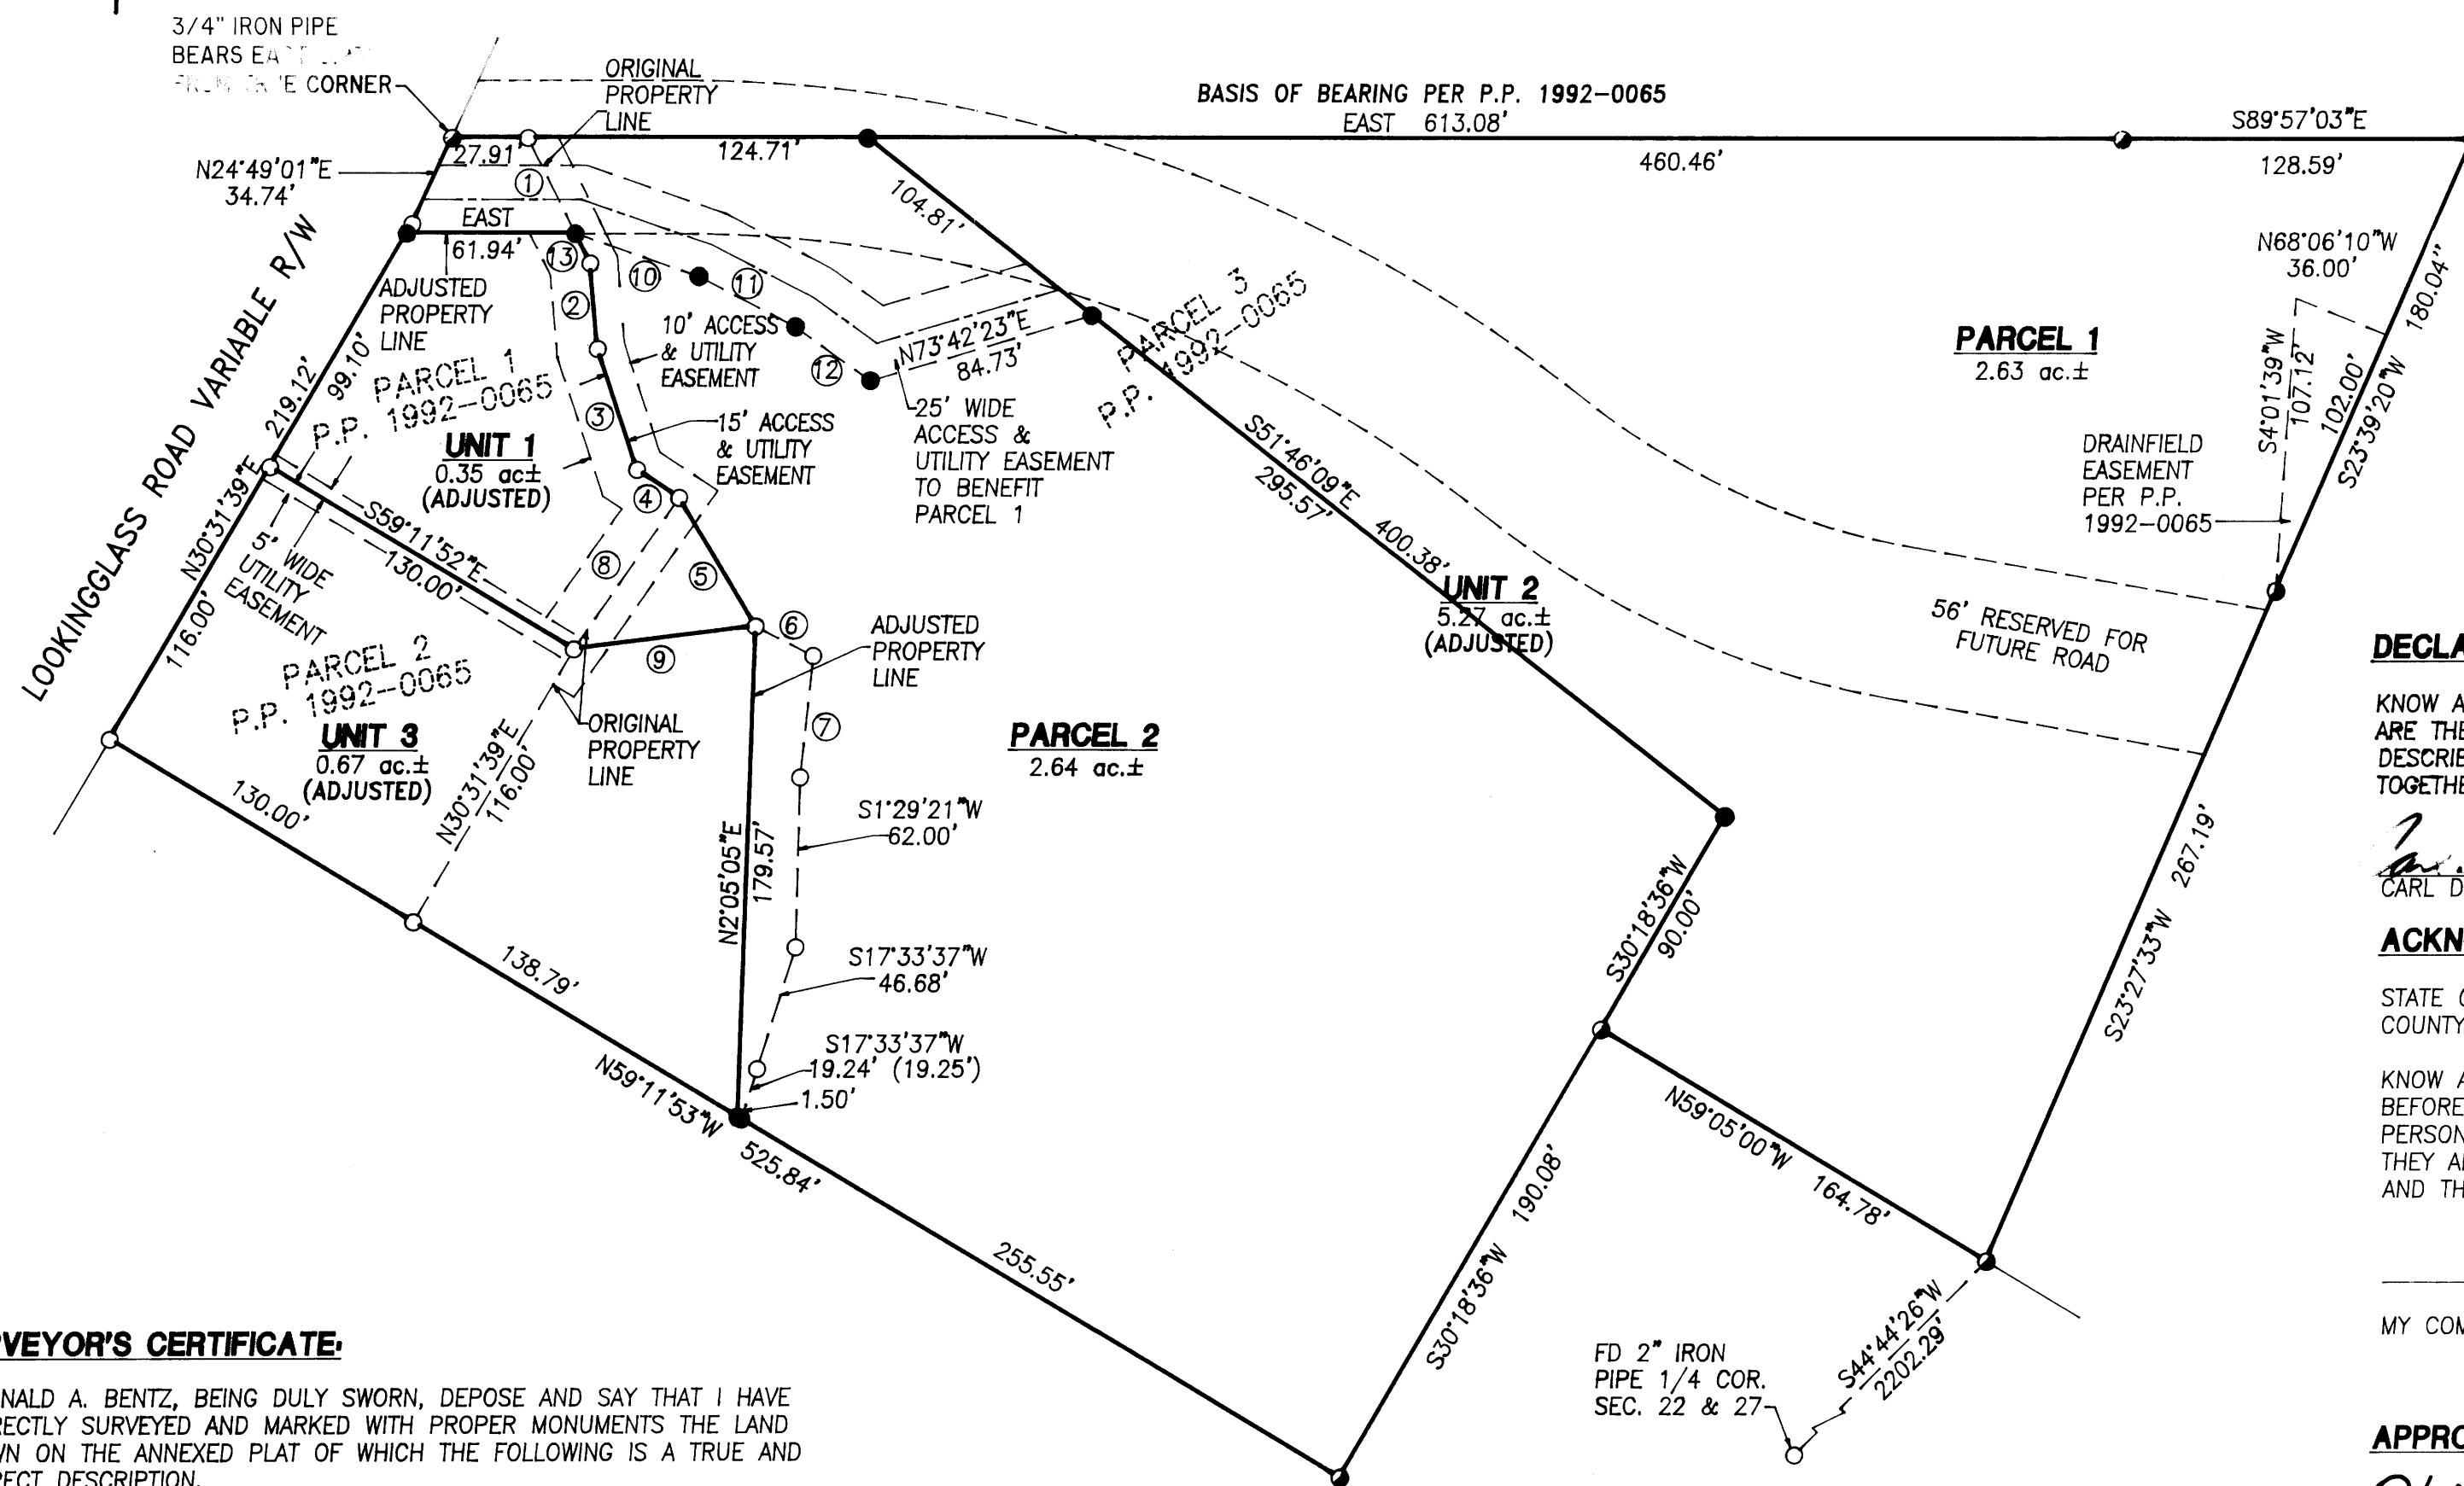 3/4" IRON PIPE
BEARS
CORNER
ORIGINAL
PROPERTY
LINE
BASIS OF BEARING PER P.P. 1992-0065
EAST 613.08'
S89°57'03"E
27.91'
124.71'
460.46'
128.59'
N24°49'01"E
34.74'
1
104.81'
EAST
61.94'
13
10
11
2
12
3
4
5
6
7
8
9
ADJUSTED
PROPERTY
LINE
10' ACCESS
& UTILITY
EASEMENT
N73°42'23"E
84.73'
15' ACCESS
& UTILITY
EASEMENT
25' WIDE
ACCESS &
UTILITY EASEMENT
TO BENEFIT
PARCEL 1
PARCEL 3
P.P. 1992-0065
PARCEL 1
2.63 ac.±
N68°06'10"W
36.00'
180.04"
S4°01'39"W
107.12'
102.00'
S23°39'20"W
DRAINFIELD
EASEMENT
PER P.P.
1992-0065
LOOKINGGLASS ROAD VARIABLE R/W
219.12'
99.10'
PARCEL 1
P.P. 1992-0065
UNIT 1
0.35 ac±
(ADJUSTED)
N30°31'39"E
116.00'
S59°11'52"E
130.00'
5' WIDE
UTILITY
EASEMENT
S51°46'09"E
295.57'
400.38'
UNIT 2
5.27 ac.±
(ADJUSTED)
56' RESERVED FOR
FUTURE ROAD
ADJUSTED
PROPERTY
LINE
PARCEL 2
P.P. 1992-0065
UNIT 3
0.67 ac.±
(ADJUSTED)
ORIGINAL
PROPERTY
LINE
N30°31'39"E
116.00'
130.00'
PARCEL 2
2.64 ac.±
N2°05'05"E
179.57'
S1°29'21"W
62.00'
S17°33'37"W
46.68'
S17°33'37"W
19.24' (19.25')
1.50'
138.79'
N59°11'53"W
525.84'
255.55'
S30°18'36"W
90.00'
S30°18'36"W 190.08'
N59°05'00"W 164.78'
S23°27'33"W 267.19'
S44°44'26"W
2202.29'
FD 2" IRON
PIPE 1/4 COR.
SEC. 22 & 27
DECLA
KNOW A
ARE THE
DESCRIB
TOGETHE
CARL D
ACKN
STATE
COUNTY
KNOW A
BEFORE
PERSON
THEY A
AND TH
MY COM
APPRO
VEYOR'S CERTIFICATE:
NALD A. BENTZ, BEING DULY SWORN, DEPOSE AND SAY THAT I HAVE
RECTLY SURVEYED AND MARKED WITH PROPER MONUMENTS THE LAND
WN ON THE ANNEXED PLAT OF WHICH THE FOLLOWING IS A TRUE AND
RECT DESCRIPTION.